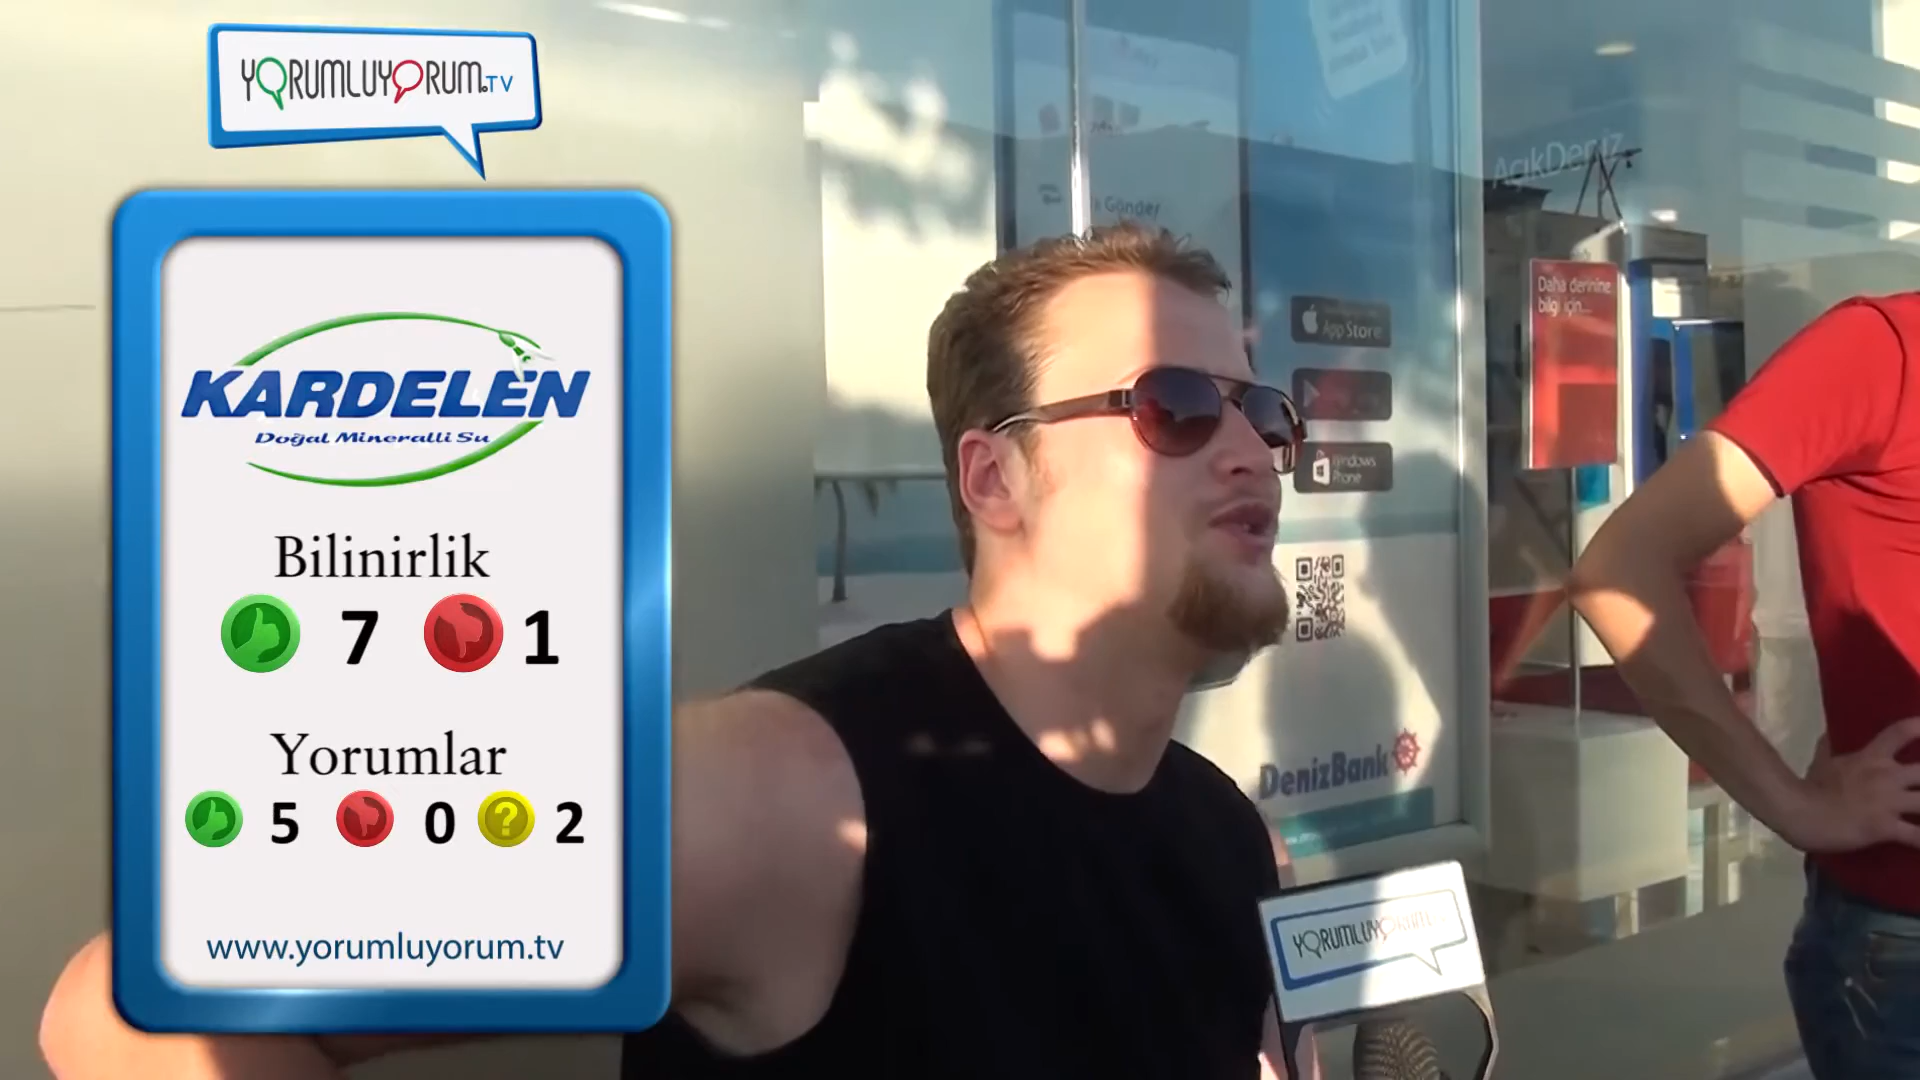 YORUMLUYORUM.TV
KARDELEN
Doğal Mineralli Su
Bilinirlik
7 1
Yorumlar
5 0 ? 2
www.yorumluyorum.tv
Gönder
AçıkDeniz
Daha derinine
bilgi için...
App Store
Windows
Phone
DenizBank
YORUMLUYORUM